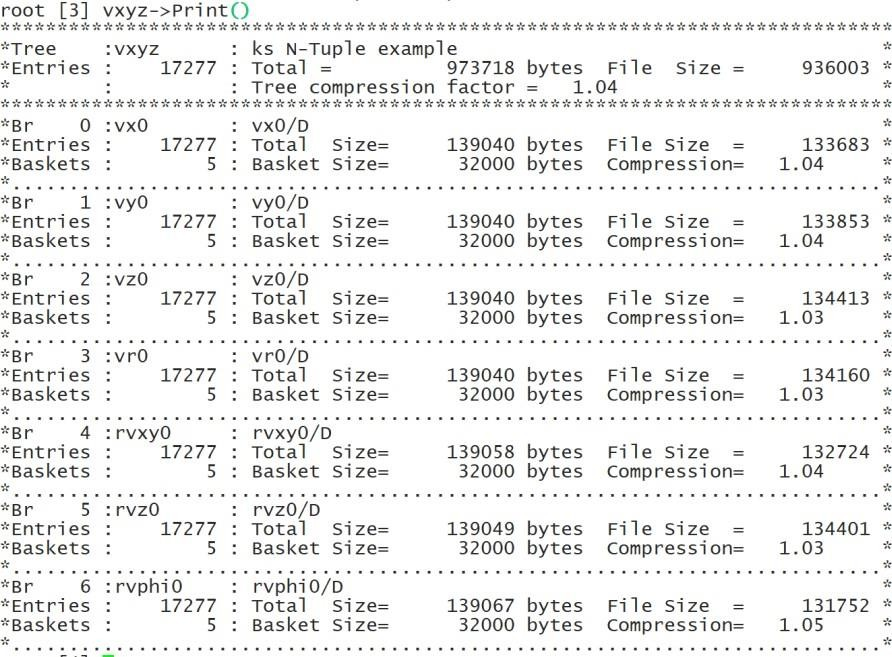 root [3] vxyz->Print()
******************************************************************************
*Tree    :vxyz      : ks N-Tuple example                                     *
*Entries :    17277 : Total =          973718 bytes  File  Size =     936003 *
*        :          : Tree compression factor =   1.04                       *
******************************************************************************
*Br    0 :vx0       : vx0/D                                                  *
*Entries :    17277 : Total  Size=     139040 bytes  File Size  =     133683 *
*Baskets :        5 : Basket Size=      32000 bytes  Compression=   1.04     *
*............................................................................*
*Br    1 :vy0       : vy0/D                                                  *
*Entries :    17277 : Total  Size=     139040 bytes  File Size  =     133853 *
*Baskets :        5 : Basket Size=      32000 bytes  Compression=   1.04     *
*............................................................................*
*Br    2 :vz0       : vz0/D                                                  *
*Entries :    17277 : Total  Size=     139040 bytes  File Size  =     134413 *
*Baskets :        5 : Basket Size=      32000 bytes  Compression=   1.03     *
*............................................................................*
*Br    3 :vr0       : vr0/D                                                  *
*Entries :    17277 : Total  Size=     139040 bytes  File Size  =     134160 *
*Baskets :        5 : Basket Size=      32000 bytes  Compression=   1.03     *
*............................................................................*
*Br    4 :rvxy0     : rvxy0/D                                                *
*Entries :    17277 : Total  Size=     139058 bytes  File Size  =     132724 *
*Baskets :        5 : Basket Size=      32000 bytes  Compression=   1.04     *
*............................................................................*
*Br    5 :rvz0      : rvz0/D                                                 *
*Entries :    17277 : Total  Size=     139049 bytes  File Size  =     134401 *
*Baskets :        5 : Basket Size=      32000 bytes  Compression=   1.03     *
*............................................................................*
*Br    6 :rvphi0    : rvphi0/D                                               *
*Entries :    17277 : Total  Size=     139067 bytes  File Size  =     131752 *
*Baskets :        5 : Basket Size=      32000 bytes  Compression=   1.05     *
*............................................................................*